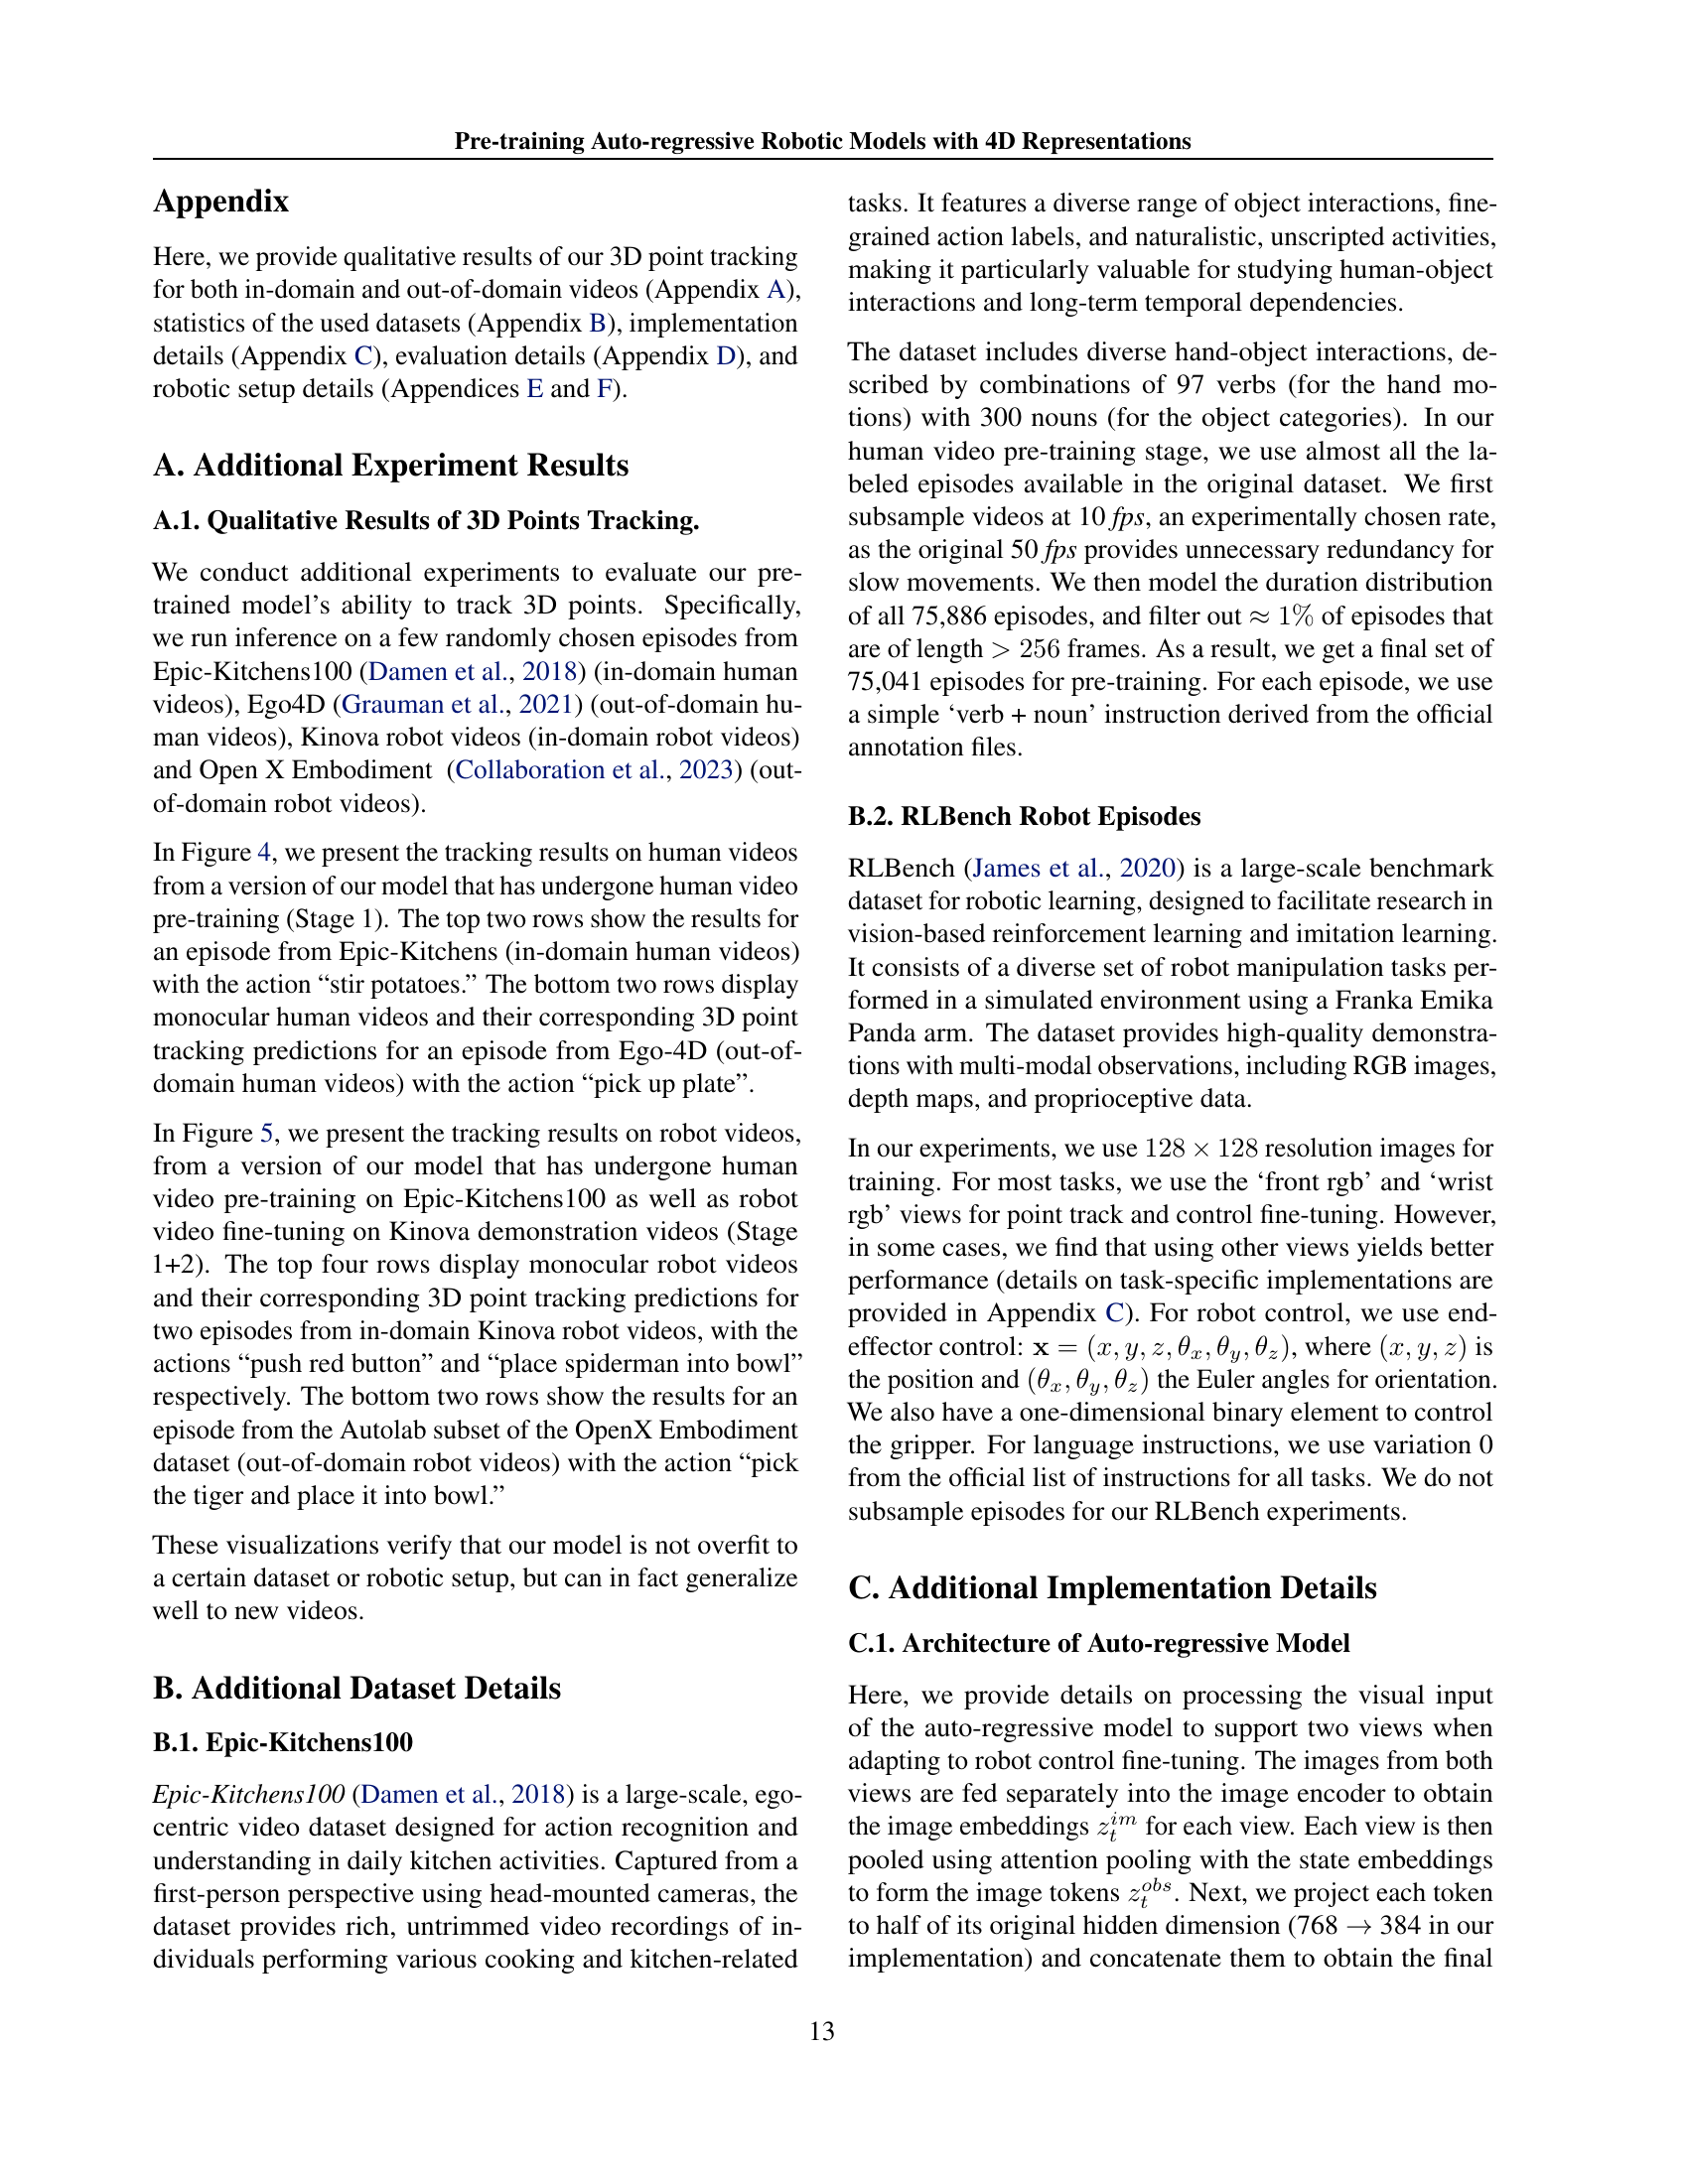 Pre-training Auto-regressive Robotic Models with 4D Representations
Appendix
Here, we provide qualitative results of our 3D point tracking
for both in-domain and out-of-domain videos (Appendix A),
statistics of the used datasets (Appendix B), implementation
details (Appendix C), evaluation details (Appendix D), and
robotic setup details (Appendices E and F).
A. Additional Experiment Results
A.1. Qualitative Results of 3D Points Tracking.
We conduct additional experiments to evaluate our pre-
trained model's ability to track 3D points. Specifically,
we run inference on a few randomly chosen episodes from
Epic-Kitchens100 (Damen et al., 2018) (in-domain human
videos), Ego4D (Grauman et al., 2021) (out-of-domain hu-
man videos), Kinova robot videos (in-domain robot videos)
and Open X Embodiment (Collaboration et al., 2023) (out-
of-domain robot videos).
In Figure 4, we present the tracking results on human videos
from a version of our model that has undergone human video
pre-training (Stage 1). The top two rows show the results for
an episode from Epic-Kitchens (in-domain human videos)
with the action “stir potatoes.” The bottom two rows display
monocular human videos and their corresponding 3D point
tracking predictions for an episode from Ego-4D (out-of-
domain human videos) with the action “pick up plate”.
In Figure 5, we present the tracking results on robot videos,
from a version of our model that has undergone human
video pre-training on Epic-Kitchens100 as well as robot
video fine-tuning on Kinova demonstration videos (Stage
1+2). The top four rows display monocular robot videos
and their corresponding 3D point tracking predictions for
two episodes from in-domain Kinova robot videos, with the
actions “push red button” and “place spiderman into bowl”
respectively. The bottom two rows show the results for an
episode from the Autolab subset of the OpenX Embodiment
dataset (out-of-domain robot videos) with the action “pick
the tiger and place it into bowl.”
These visualizations verify that our model is not overfit to
a certain dataset or robotic setup, but can in fact generalize
well to new videos.
B. Additional Dataset Details
B.1. Epic-Kitchens100
Epic-Kitchens100 (Damen et al., 2018) is a large-scale, ego-
centric video dataset designed for action recognition and
understanding in daily kitchen activities. Captured from a
first-person perspective using head-mounted cameras, the
dataset provides rich, untrimmed video recordings of in-
dividuals performing various cooking and kitchen-related
tasks. It features a diverse range of object interactions, fine-
grained action labels, and naturalistic, unscripted activities,
making it particularly valuable for studying human-object
interactions and long-term temporal dependencies.
The dataset includes diverse hand-object interactions, de-
scribed by combinations of 97 verbs (for the hand mo-
tions) with 300 nouns (for the object categories). In our
human video pre-training stage, we use almost all the la-
beled episodes available in the original dataset. We first
subsample videos at 10 fps, an experimentally chosen rate,
as the original 50 fps provides unnecessary redundancy for
slow movements. We then model the duration distribution
of all 75,886 episodes, and filter out ≈ 1% of episodes that
are of length > 256 frames. As a result, we get a final set of
75,041 episodes for pre-training. For each episode, we use
a simple ‘verb + noun’ instruction derived from the official
annotation files.
B.2. RLBench Robot Episodes
RLBench (James et al., 2020) is a large-scale benchmark
dataset for robotic learning, designed to facilitate research in
vision-based reinforcement learning and imitation learning.
It consists of a diverse set of robot manipulation tasks per-
formed in a simulated environment using a Franka Emika
Panda arm. The dataset provides high-quality demonstra-
tions with multi-modal observations, including RGB images,
depth maps, and proprioceptive data.
In our experiments, we use 128 × 128 resolution images for
training. For most tasks, we use the ‘front rgb’ and ‘wrist
rgb’ views for point track and control fine-tuning. However,
in some cases, we find that using other views yields better
performance (details on task-specific implementations are
provided in Appendix C). For robot control, we use end-
effector control: x = (x, y, z, θx, θy, θz), where (x, y, z) is
the position and (θx, θy, θz) the Euler angles for orientation.
We also have a one-dimensional binary element to control
the gripper. For language instructions, we use variation 0
from the official list of instructions for all tasks. We do not
subsample episodes for our RLBench experiments.
C. Additional Implementation Details
C.1. Architecture of Auto-regressive Model
Here, we provide details on processing the visual input
of the auto-regressive model to support two views when
adapting to robot control fine-tuning. The images from both
views are fed separately into the image encoder to obtain
the image embeddings z_t^{im} for each view. Each view is then
pooled using attention pooling with the state embeddings
to form the image tokens z_t^{obs}. Next, we project each token
to half of its original hidden dimension (768 → 384 in our
implementation) and concatenate them to obtain the final
13